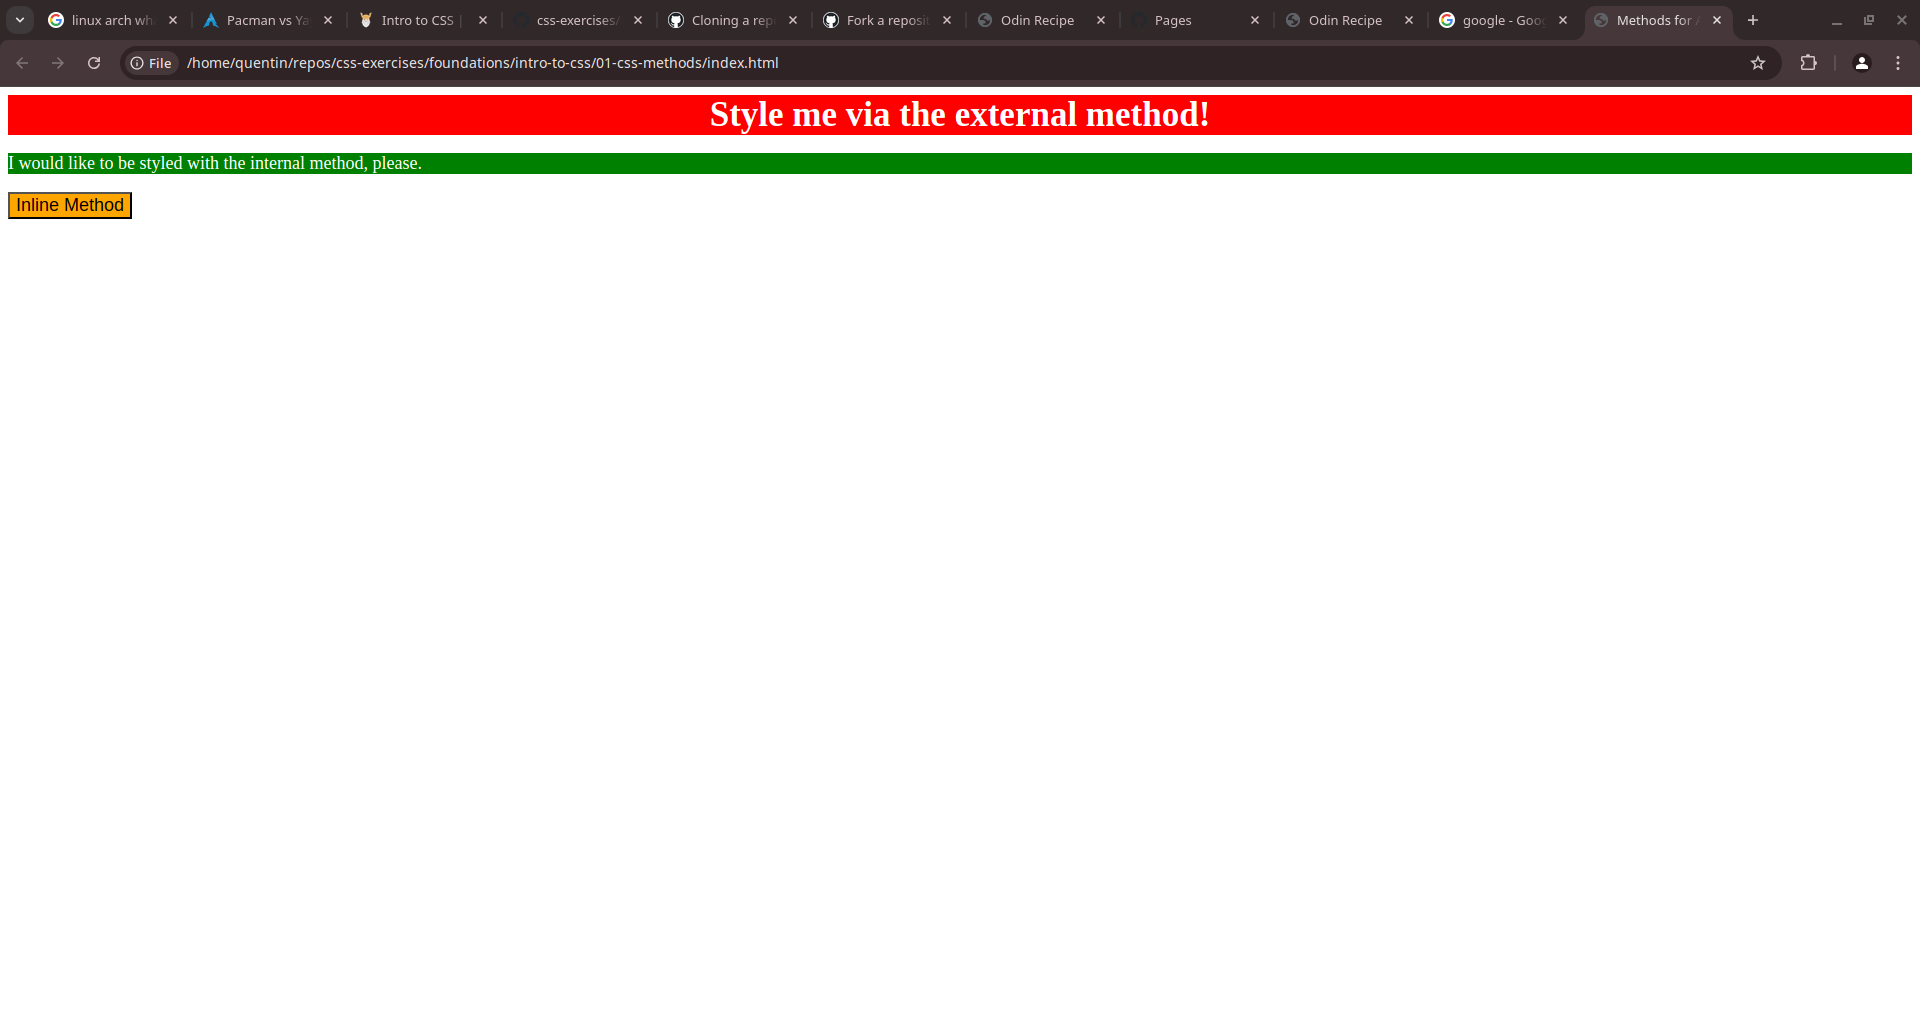 linux arch wh
Pacman vs Ya
Intro to CSS |
css-exercises/
Cloning a rep
Fork a reposit
Odin Recipe
Pages
Odin Recipe
google - Goo
Methods for A
File
/home/quentin/repos/css-exercises/foundations/intro-to-css/01-css-methods/index.html
Style me via the external method!
I would like to be styled with the internal method, please.
Inline Method